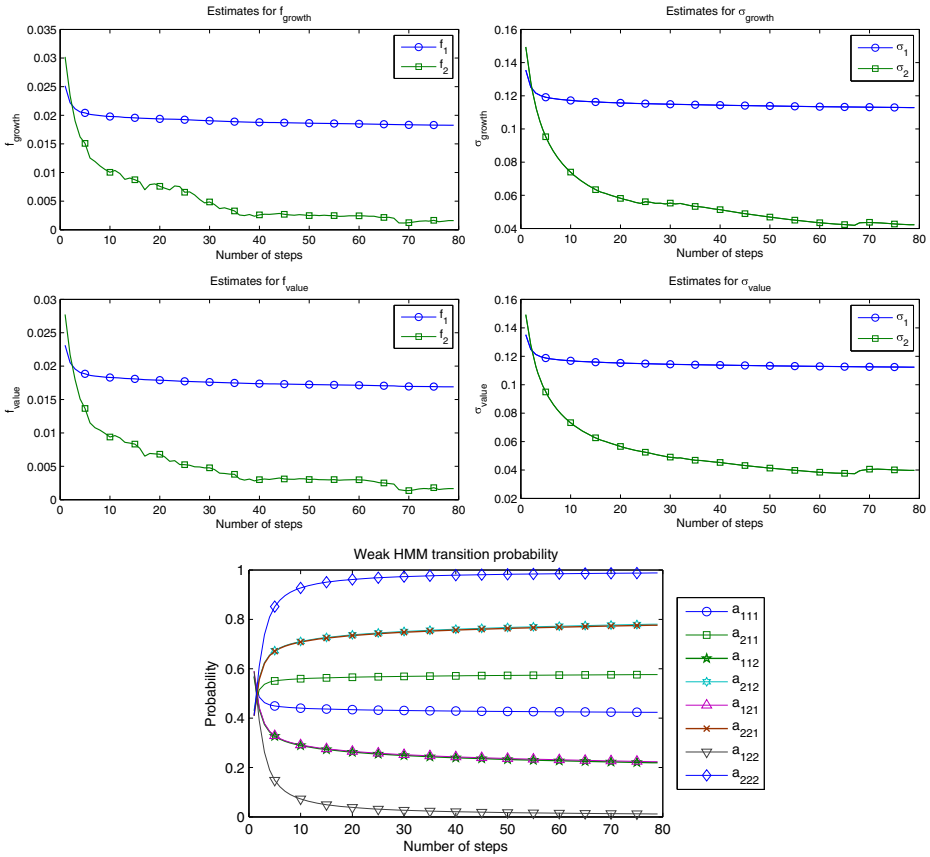 Estimates for f_growth
0.035
0.03
0.025
0.02
0.015
0.01
0.005
0
f_growth
f_1
f_2
0 10 20 30 40 50 60 70 80
Number of steps
Estimates for σ_growth
0.16
0.14
0.12
0.1
0.08
0.06
0.04
σ_growth
σ_1
σ_2
0 10 20 30 40 50 60 70 80
Number of steps
Estimates for f_value
0.03
0.025
0.02
0.015
0.01
0.005
0
f_value
f_1
f_2
0 10 20 30 40 50 60 70 80
Number of steps
Estimates for σ_value
0.16
0.14
0.12
0.1
0.08
0.06
0.04
0.02
σ_value
σ_1
σ_2
0 10 20 30 40 50 60 70 80
Number of steps
Weak HMM transition probability
1
0.8
0.6
0.4
0.2
0
Probability
0 10 20 30 40 50 60 70 80
Number of steps
a_111
a_211
a_112
a_212
a_121
a_221
a_122
a_222